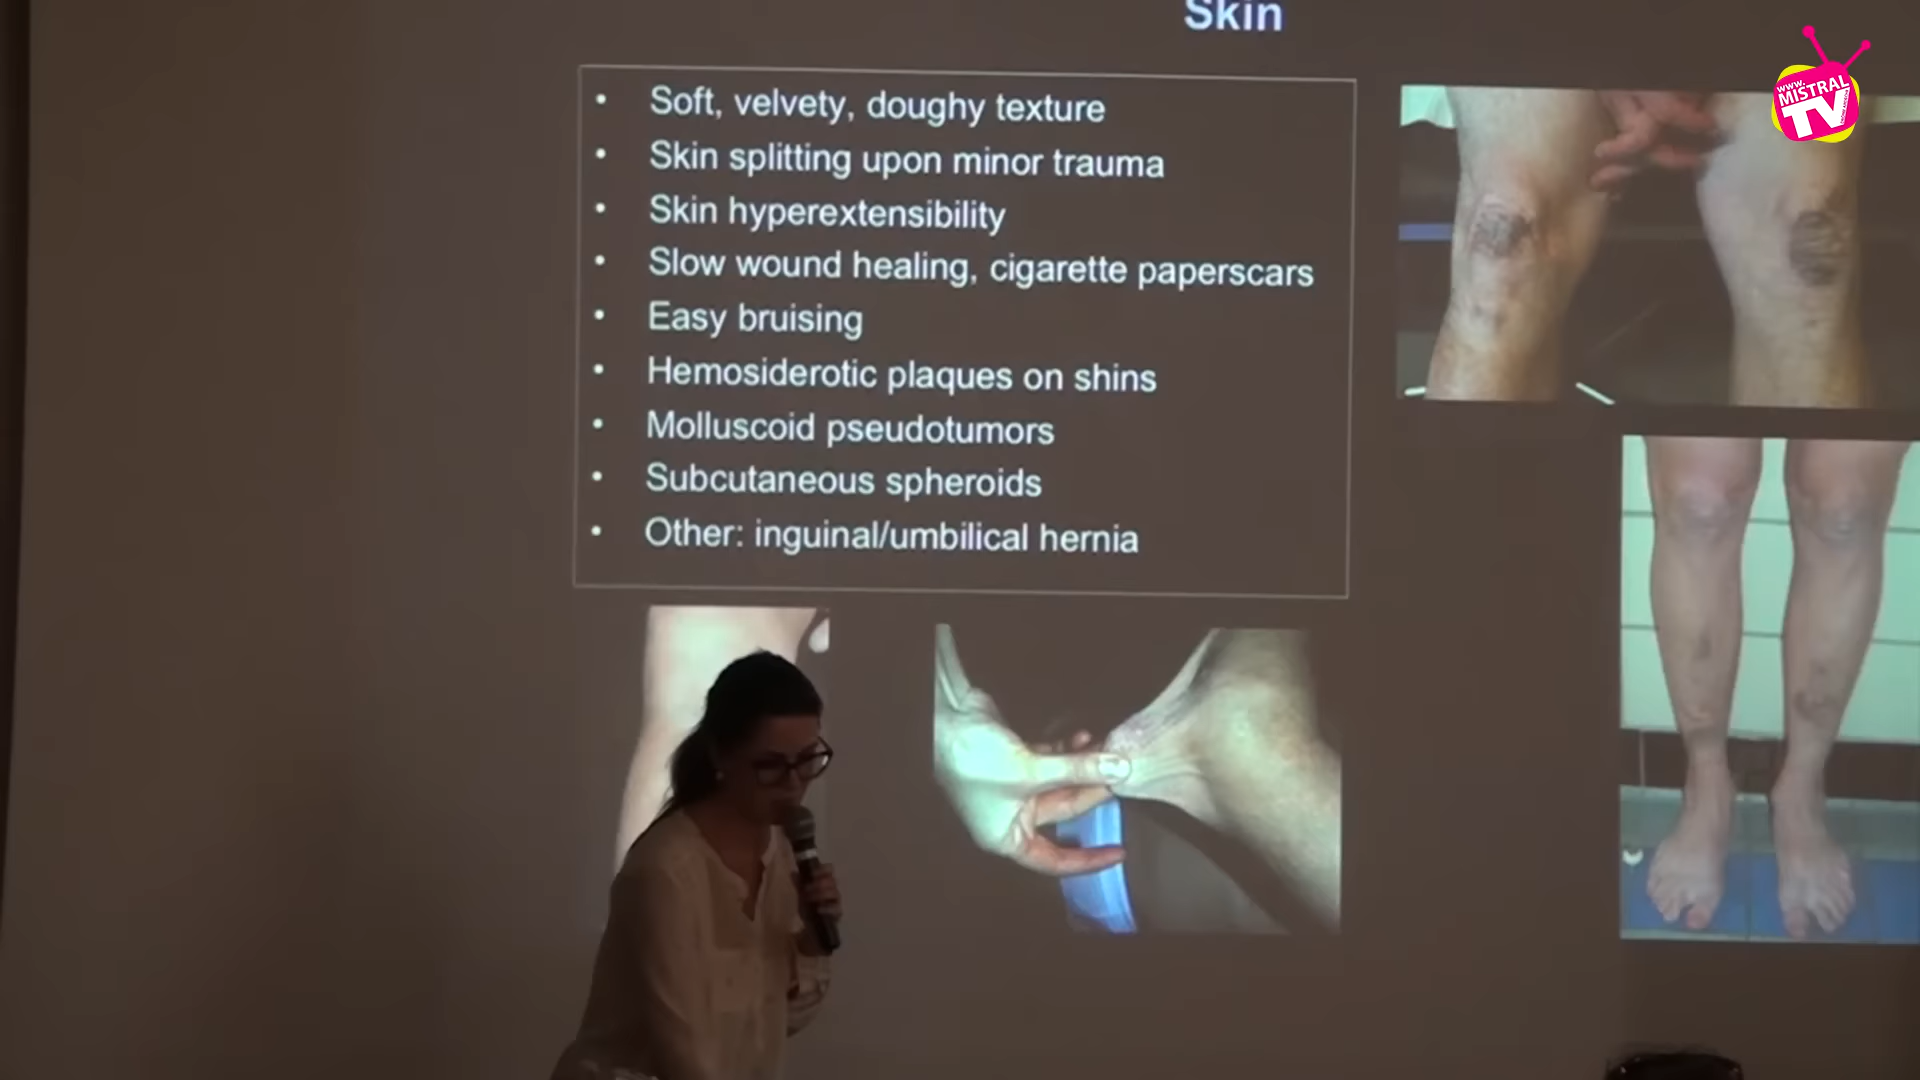 Skin
• Soft, velvety, doughy texture
• Skin splitting upon minor trauma
• Skin hyperextensibility
• Slow wound healing, cigarette paperscars
• Easy bruising
• Hemosiderotic plaques on shins
• Molluscoid pseudotumors
• Subcutaneous spheroids
• Other: inguinal/umbilical hernia
www.
MISTRAL
TV